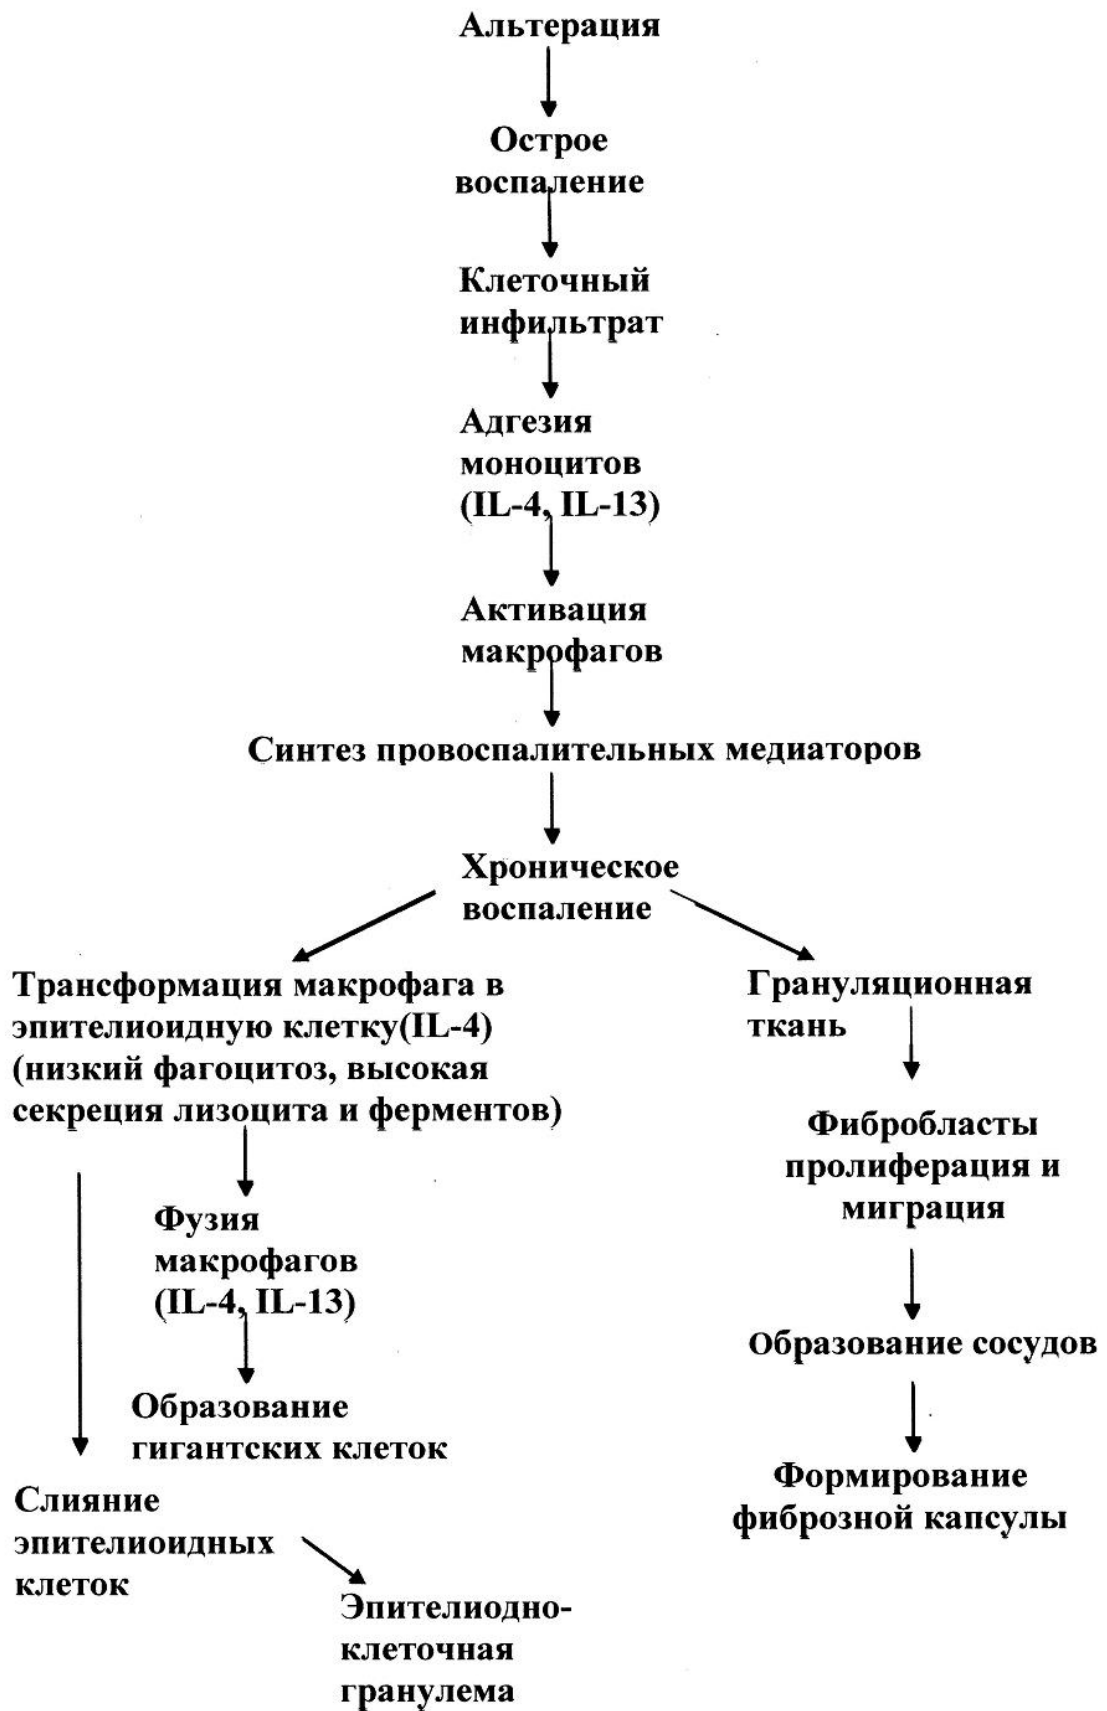 Альтерация
Острое
воспаление
Клеточный
инфильтрат
Адгезия
моноцитов
(IL-4, IL-13)
Активация
макрофагов
Синтез провоспалительных медиаторов
Хроническое
воспаление
Трансформация макрофага в
эпителиоидную клетку(IL-4)
(низкий фагоцитоз, высокая
секреция лизоцита и ферментов)
Фузия
макрофагов
(IL-4, IL-13)
Образование
гигантских клеток
Слияние
эпителиоидных
клеток
Эпителиодно-
клеточная
гранулема
Грануляционная
ткань
Фибробласты
пролиферация и
миграция
Образование сосудов
Формирование
фиброзной капсулы